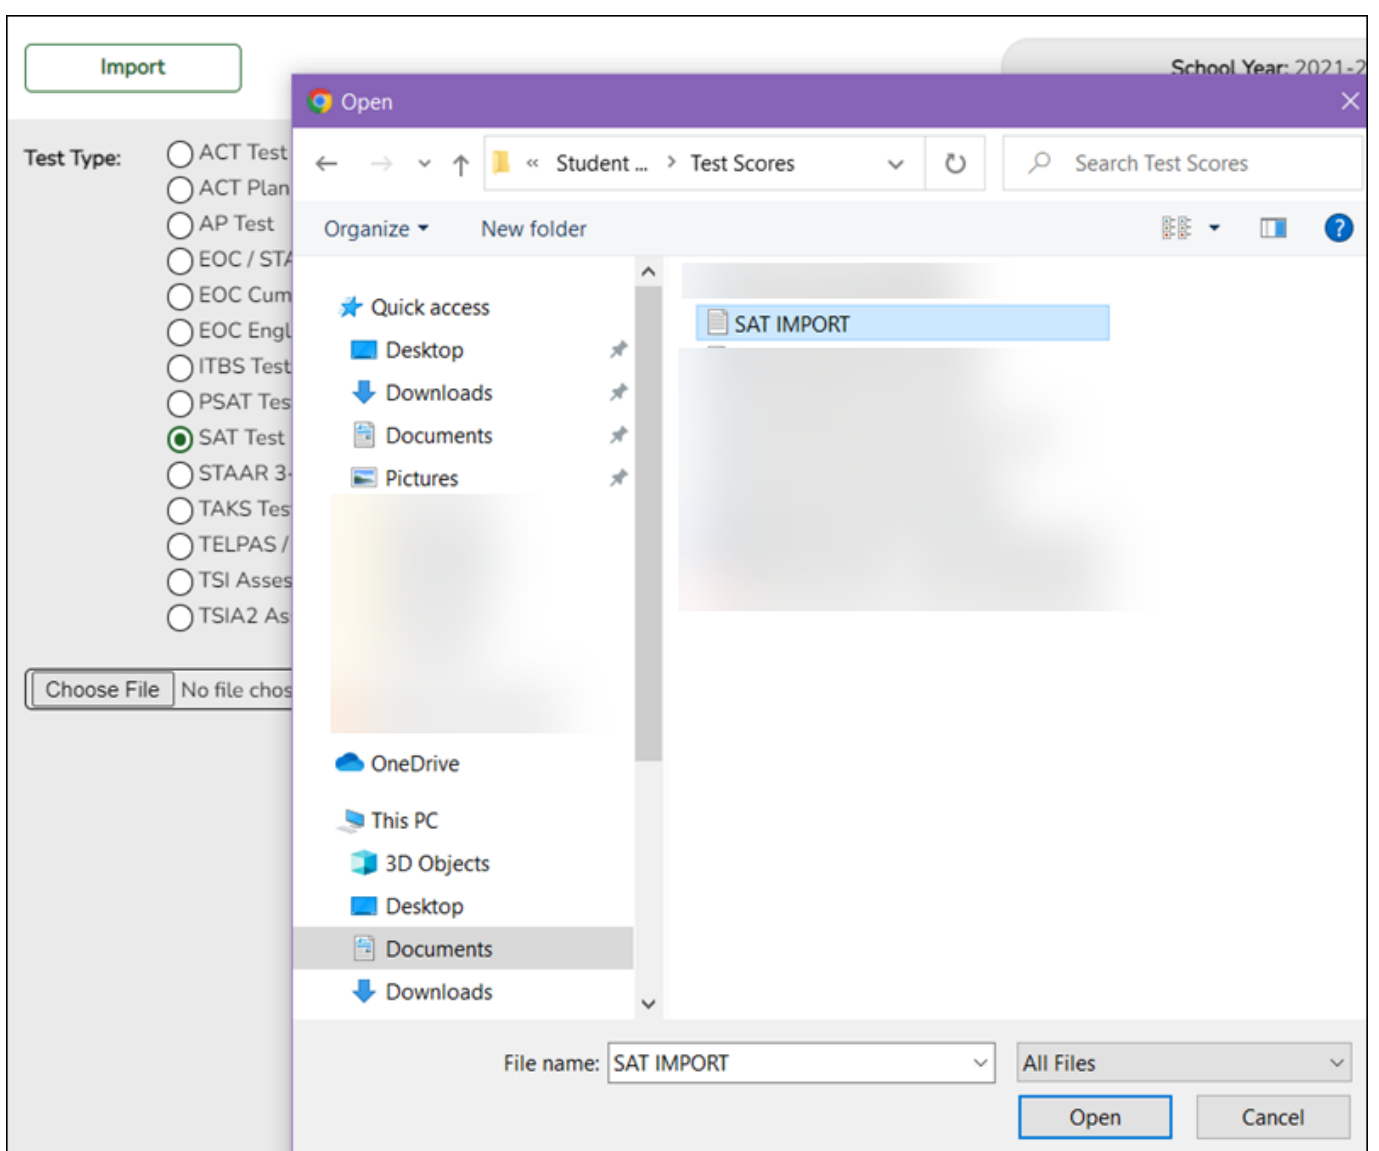 Import
School Year: 2021-2
Open
Test Type:
ACT Test
ACT Plan
AP Test
EOC / STA
EOC Cum
EOC Engl
ITBS Test
PSAT Tes
SAT Test
STAAR 3-
TAKS Tes
TELPAS /
TSI Asses
TSIA2 As
Choose File No file chos
« Student ... > Test Scores
Search Test Scores
Organize
New folder
?
Quick access
Desktop
Downloads
Documents
Pictures
OneDrive
This PC
3D Objects
Desktop
Documents
Downloads
SAT IMPORT
File name: SAT IMPORT
All Files
Open
Cancel